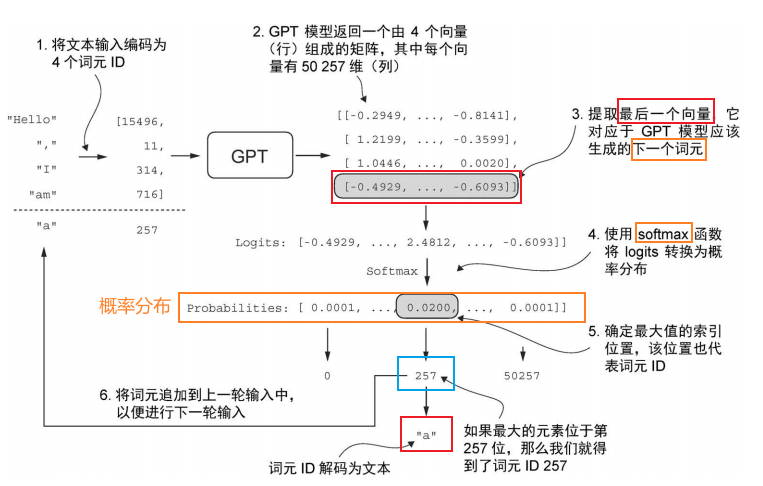 1. 将文本输入编码为
4 个词元 ID
2. GPT 模型返回一个由 4 个向量
（行）组成的矩阵，其中每个向
量有 50 257 维（列）
"Hello"
","
"I"
"am"
"a"
[15496,
11,
314,
716]
257
GPT
[[-0.2949, ..., -0.8141],
[ 1.2199, ..., -0.3599],
[ 1.0446, ..., 0.0020],
[-0.4929, ..., -0.6093]]
3. 提取最后一个向量，它
对应于 GPT 模型应该
生成的下一个词元
Logits: [-0.4929, ..., 2.4812, ..., -0.6093]]
4. 使用 softmax 函数
将 logits 转换为概
率分布
Softmax
概率分布
Probabilities: [ 0.0001, ..., 0.0200, ..., 0.0001]]
5. 确定最大值的索引
位置，该位置也代
表词元 ID
0
257
50257
6. 将词元追加到上一轮输入中，
以便进行下一轮输入
"a"
如果最大的元素位于第
257 位，那么我们就得
到了词元 ID 257
词元 ID 解码为文本